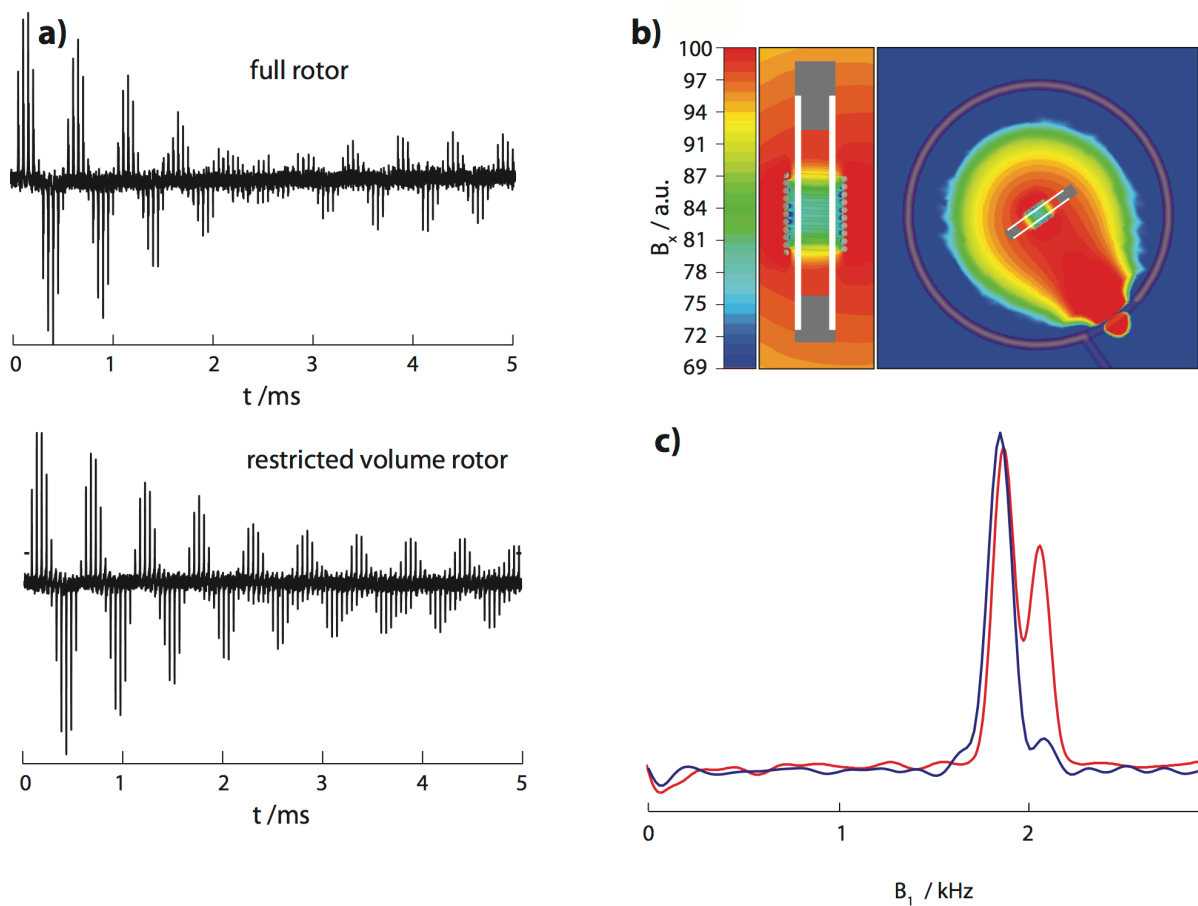 a)
full rotor
0 1 2 3 4 5
t /ms
restricted volume rotor
0 1 2 3 4 5
t /ms
b)
100
97
94
91
87
84
81
78
75
72
69
B_x / a.u.
c)
0 1 2
B_1 / kHz